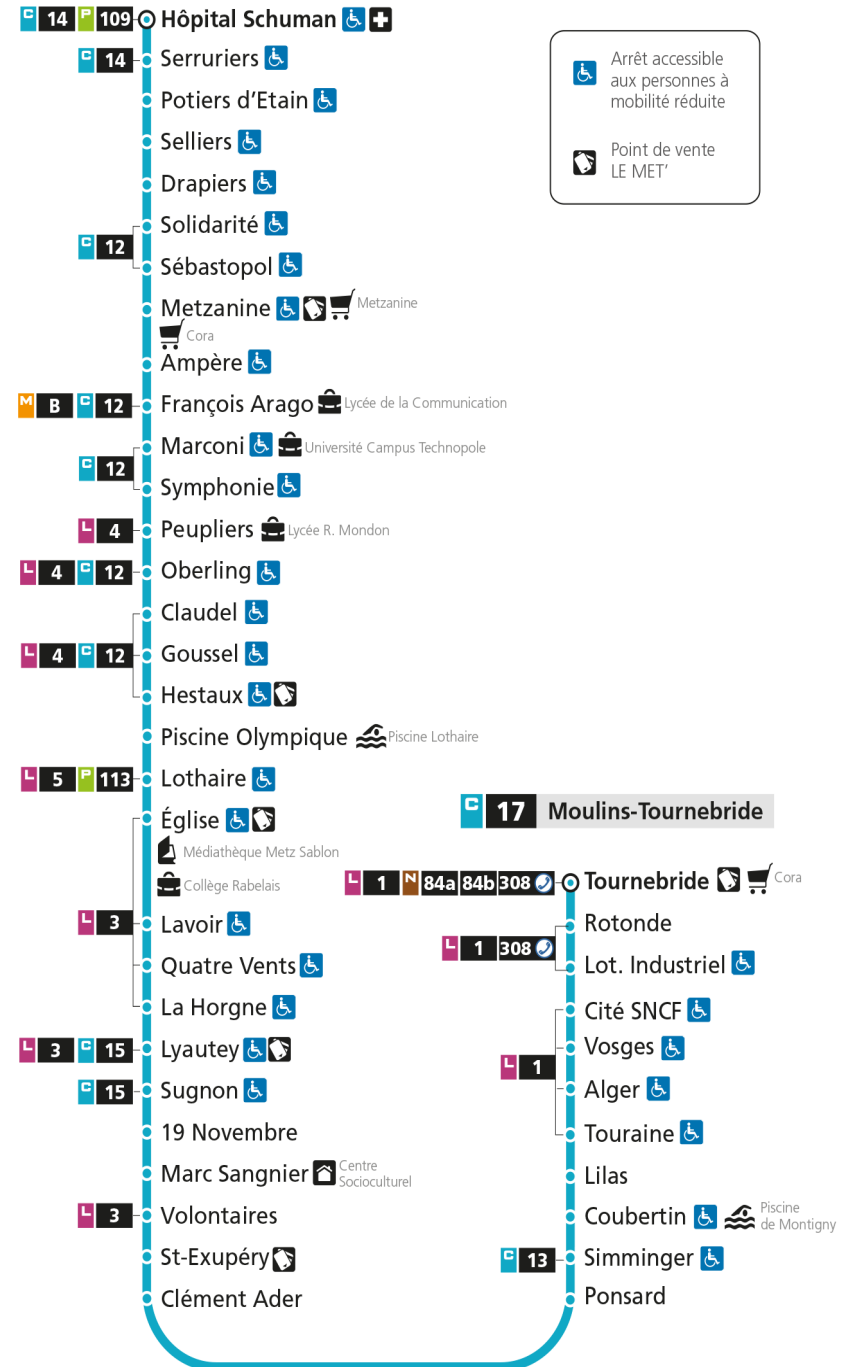 C 14 P 109 Hôpital Schuman
C 14 Serruriers
Potiers d'Etain
Selliers
Drapiers
Solidarité
C 12
Sébastopol
Metzanine Metzanine
Cora
Ampère
M B C 12 François Arago Lycée de la Communication
Marconi Université Campus Technopole
C 12
Symphonie
L 4 Peupliers Lycée R. Mondon
L 4 C 12 Oberling
Claudel
L 4 C 12 Goussel
Hestaux
Piscine Olympique Piscine Lothaire
L 5 P 113 Lothaire
Église
Médiathèque Metz Sablon
Collège Rabelais
L 3 Lavoir
Quatre Vents
La Horgne
L 3 C 15 Lyautey
C 15 Sugnon
19 Novembre
Marc Sangnier Centre
Socioculturel
L 3 Volontaires
St-Exupéry
Clément Ader
Arrêt accessible
aux personnes à
mobilité réduite
Point de vente
LE MET'
C 17 Moulins-Tournebride
L 1 N 84a 84b 308 Tournebride Cora
Rotonde
L 1 308
Lot. Industriel
Cité SNCF
Vosges
L 1
Alger
Touraine
Lilas
Coubertin Piscine
de Montigny
C 13 Simminger
Ponsard